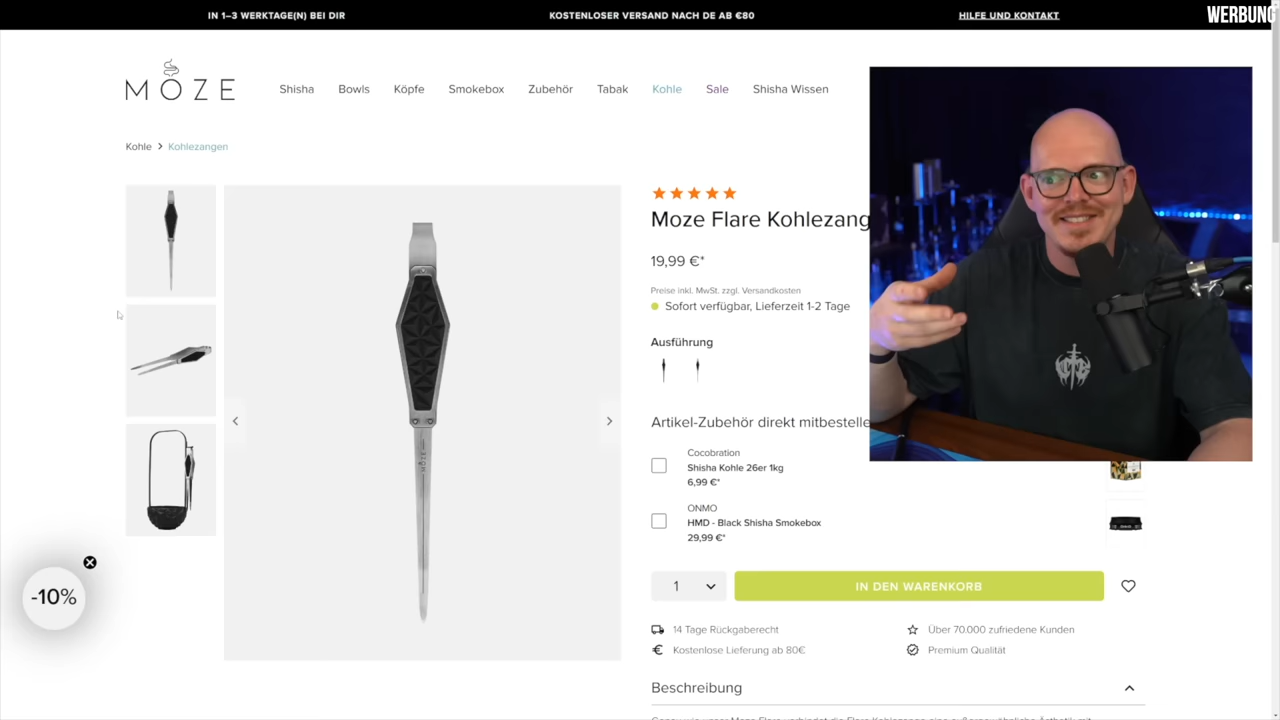 IN 1–3 WERKTAGE(N) BEI DIR
KOSTENLOSER VERSAND NACH DE AB €80
HILFE UND KONTAKT
WERBUNG
MOZE
Shisha
Bowls
Köpfe
Smokebox
Zubehör
Tabak
Kohle
Sale
Shisha Wissen
Kohle > Kohlezangen
Moze Flare Kohlezang
19,99 €*
Preise inkl. MwSt. zzgl. Versandkosten
Sofort verfügbar, Lieferzeit 1-2 Tage
Ausführung
Artikel-Zubehör direkt mitbestelle
Cocobration
Shisha Kohle 26er 1kg
6,99 €*
ONMO
HMD - Black Shisha Smokebox
29,99 €*
-10%
1
IN DEN WARENKORB
14 Tage Rückgaberecht
Über 70.000 zufriedene Kunden
Kostenlose Lieferung ab 80€
Premium Qualität
Beschreibung